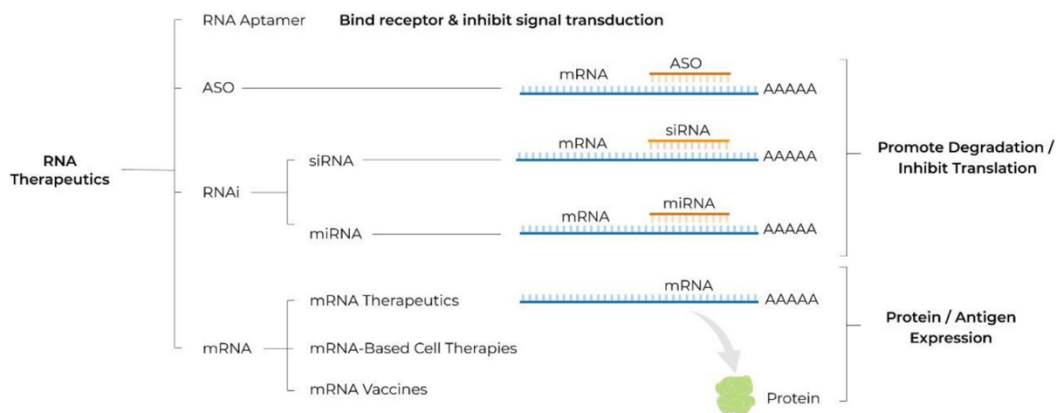 RNA Aptamer Bind receptor & inhibit signal transduction
ASO
mRNA ASO AAAAA
RNA
Therapeutics
RNAi
siRNA
mRNA siRNA AAAAA
miRNA
mRNA miRNA AAAAA
Promote Degradation /
Inhibit Translation
mRNA
mRNA Therapeutics
mRNA-Based Cell Therapies
mRNA Vaccines
mRNA AAAAA
Protein
Protein / Antigen
Expression